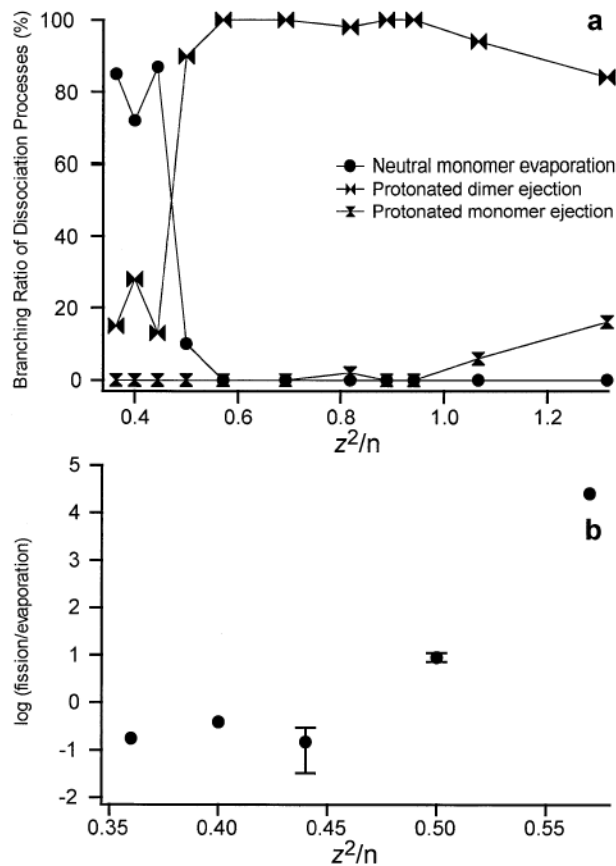 a
100
80
60
40
20
0
Branching Ratio of Dissociation Processes (%)
Neutral monomer evaporation
Protonated dimer ejection
Protonated monomer ejection
0.4 0.6 0.8 1.0 1.2
z²/n
b
5
4
3
2
1
0
-1
-2
log (fission/evaporation)
0.35 0.40 0.45 0.50 0.55
z²/n